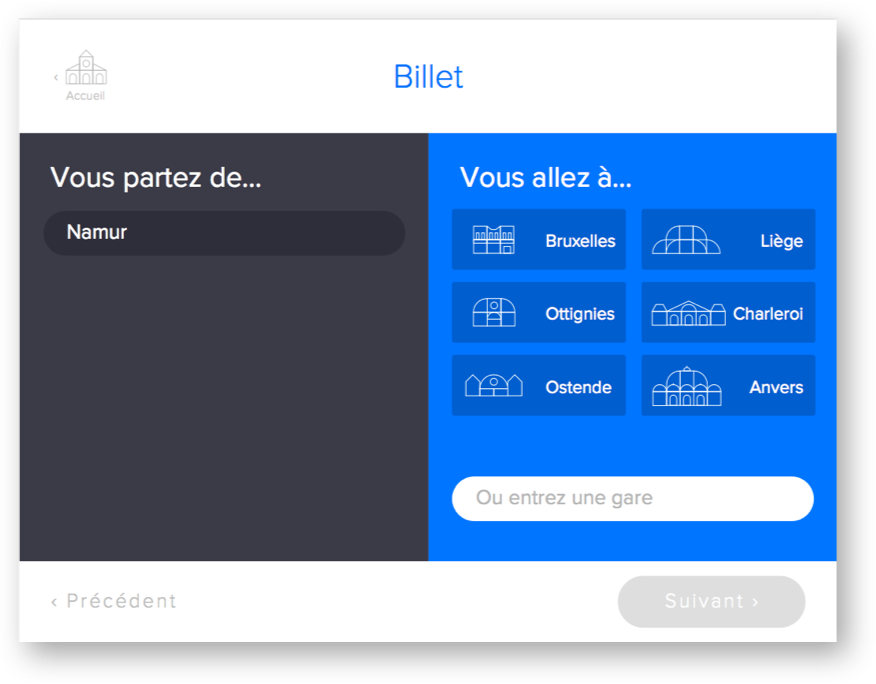 ‹
Accueil
Billet
Vous partez de...
Namur
Vous allez à...
Bruxelles
Liège
Ottignies
Charleroi
Ostende
Anvers
Ou entrez une gare
‹ Précédent
Suivant ›